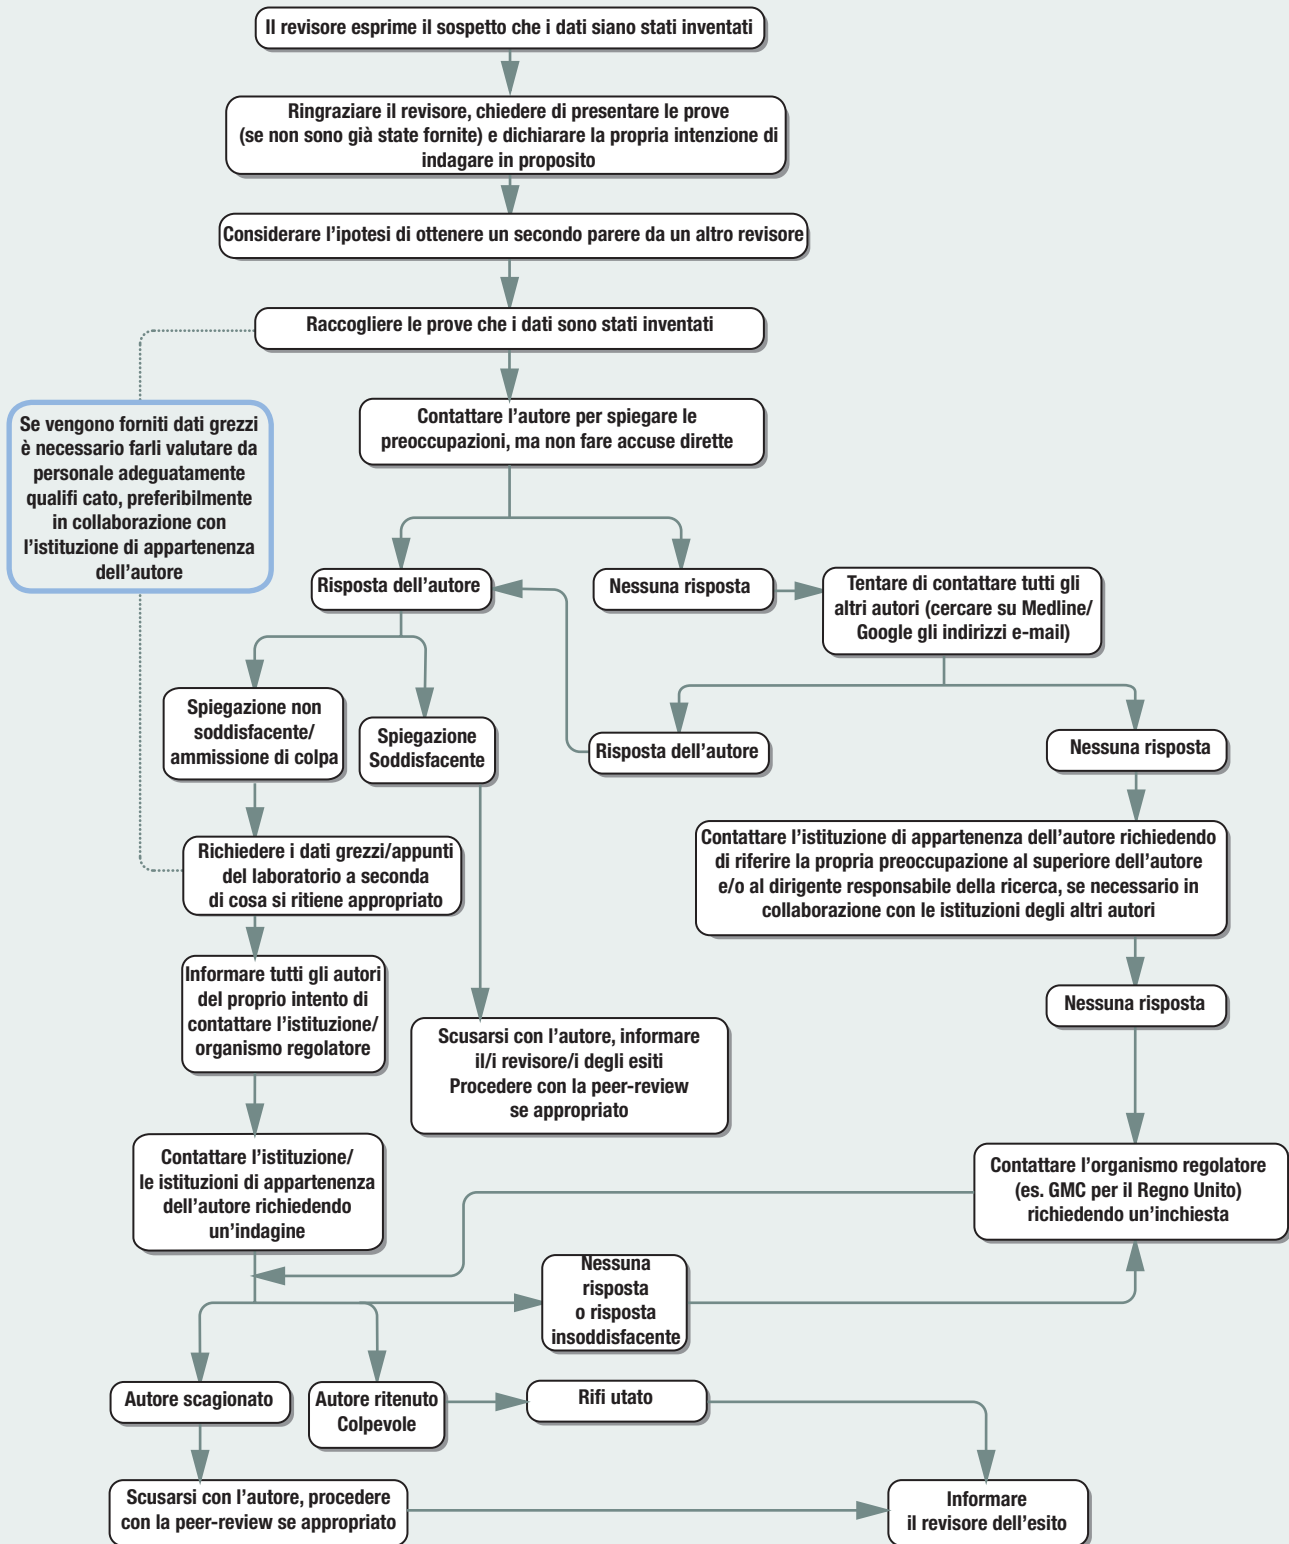 Il revisore esprime il sospetto che i dati siano stati inventati
Ringraziare il revisore, chiedere di presentare le prove
(se non sono già state fornite) e dichiarare la propria intenzione di
indagare in proposito
Considerare l'ipotesi di ottenere un secondo parere da un altro revisore
Raccogliere le prove che i dati sono stati inventati
Se vengono forniti dati grezzi
è necessario farli valutare da
personale adeguatamente
qualifi cato, preferibilmente
in collaborazione con
l'istituzione di appartenenza
dell'autore
Contattare l'autore per spiegare le
preoccupazioni, ma non fare accuse dirette
Risposta dell'autore
Nessuna risposta
Tentare di contattare tutti gli
altri autori (cercare su Medline/
Google gli indirizzi e-mail)
Spiegazione non
soddisfacente/
ammissione di colpa
Spiegazione
Soddisfacente
Risposta dell'autore
Nessuna risposta
Richiedere i dati grezzi/appunti
del laboratorio a seconda
di cosa si ritiene appropriato
Contattare l'istituzione di appartenenza dell'autore richiedendo
di riferire la propria preoccupazione al superiore dell'autore
e/o al dirigente responsabile della ricerca, se necessario in
collaborazione con le istituzioni degli altri autori
Informare tutti gli autori
del proprio intento di
contattare l'istituzione/
organismo regolatore
Nessuna risposta
Scusarsi con l'autore, informare
il/i revisore/i degli esiti
Procedere con la peer-review
se appropriato
Contattare l'istituzione/
le istituzioni di appartenenza
dell'autore richiedendo
un'indagine
Contattare l'organismo regolatore
(es. GMC per il Regno Unito)
richiedendo un'inchiesta
Nessuna
risposta
o risposta
insoddisfacente
Autore scagionato
Autore ritenuto
Colpevole
Rifi utato
Scusarsi con l'autore, procedere
con la peer-review se appropriato
Informare
il revisore dell'esito